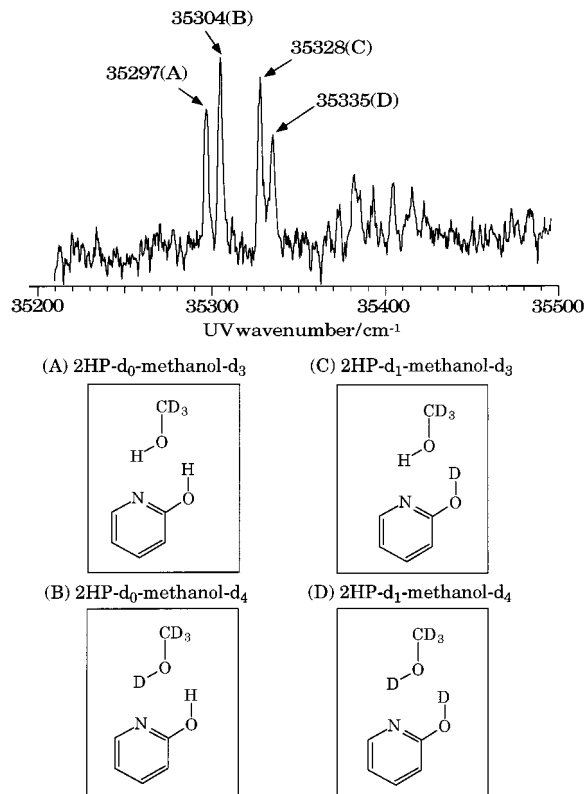 35304(B)
35328(C)
35297(A)
35335(D)
35200 35300 35400 35500
UV wavenumber/cm⁻¹
(A) 2HP-d₀-methanol-d₃ (C) 2HP-d₁-methanol-d₃
CD₃ CD₃
O O
H H
H D
N O N O
(B) 2HP-d₀-methanol-d₄ (D) 2HP-d₁-methanol-d₄
CD₃ CD₃
O O
D D
H D
N O N O